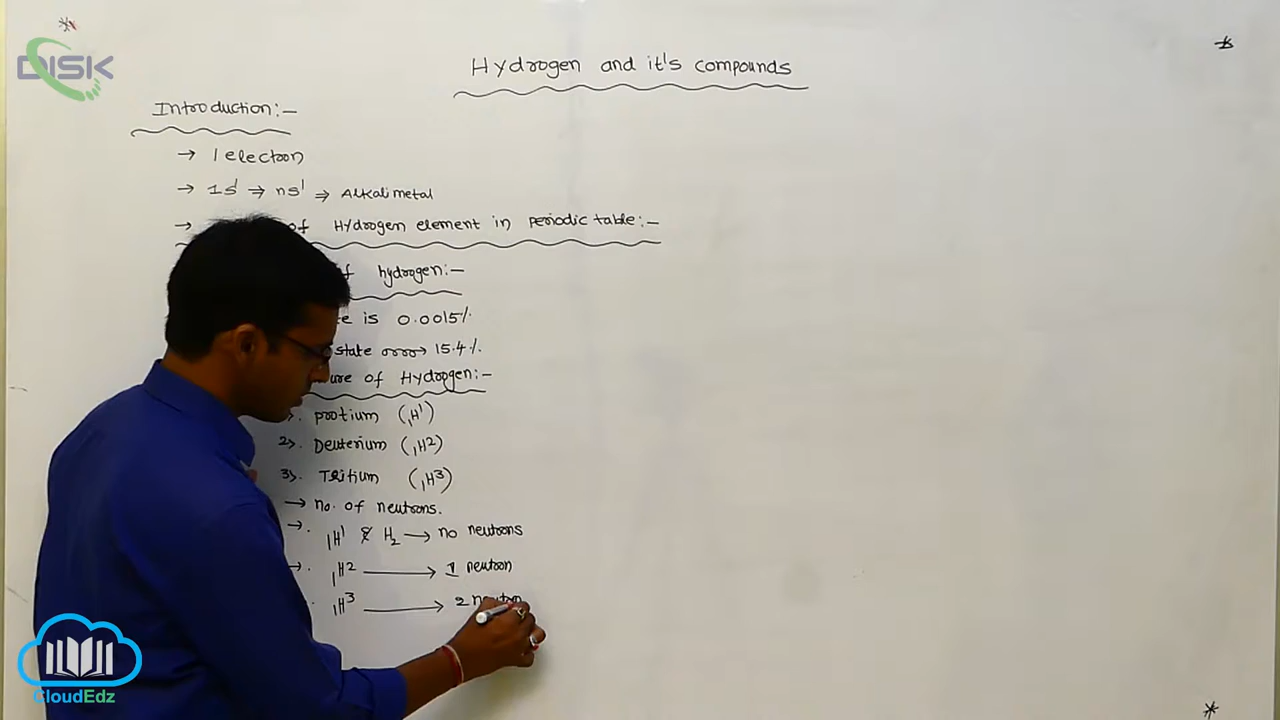 DISK
Hydrogen and it's compounds
Introduction:-
→ 1 electron
→ 1s¹ ⇒ ns¹ ⇒ Alkali metal
→ of Hydrogen element in periodic table:-
of hydrogen:-
is 0.0015%
state → 15.4%.
of Hydrogen:-
protium (₁H¹)
2>. Deuterium (₁H²)
3>. Tritium (₁H³)
→ no. of neutrons.
→. ₁H¹ & H₂ → no neutrons
→. ₁H² → 1 neutron
₁H³ → 2 neutron
CloudEdz